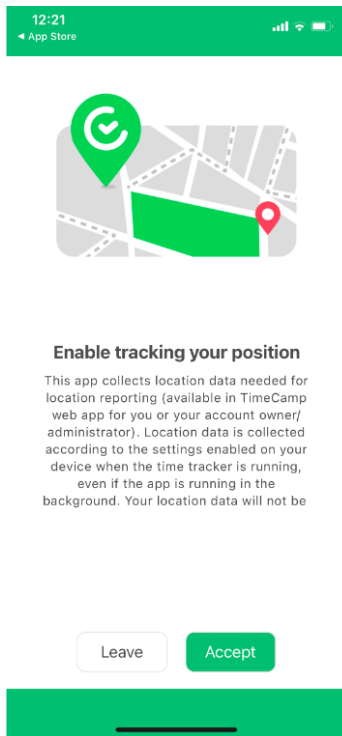 12:21
◀ App Store
Enable tracking your position
This app collects location data needed for
location reporting (available in TimeCamp
web app for you or your account owner/
administrator). Location data is collected
according to the settings enabled on your
device when the time tracker is running,
even if the app is running in the
background. Your location data will not be
Leave
Accept